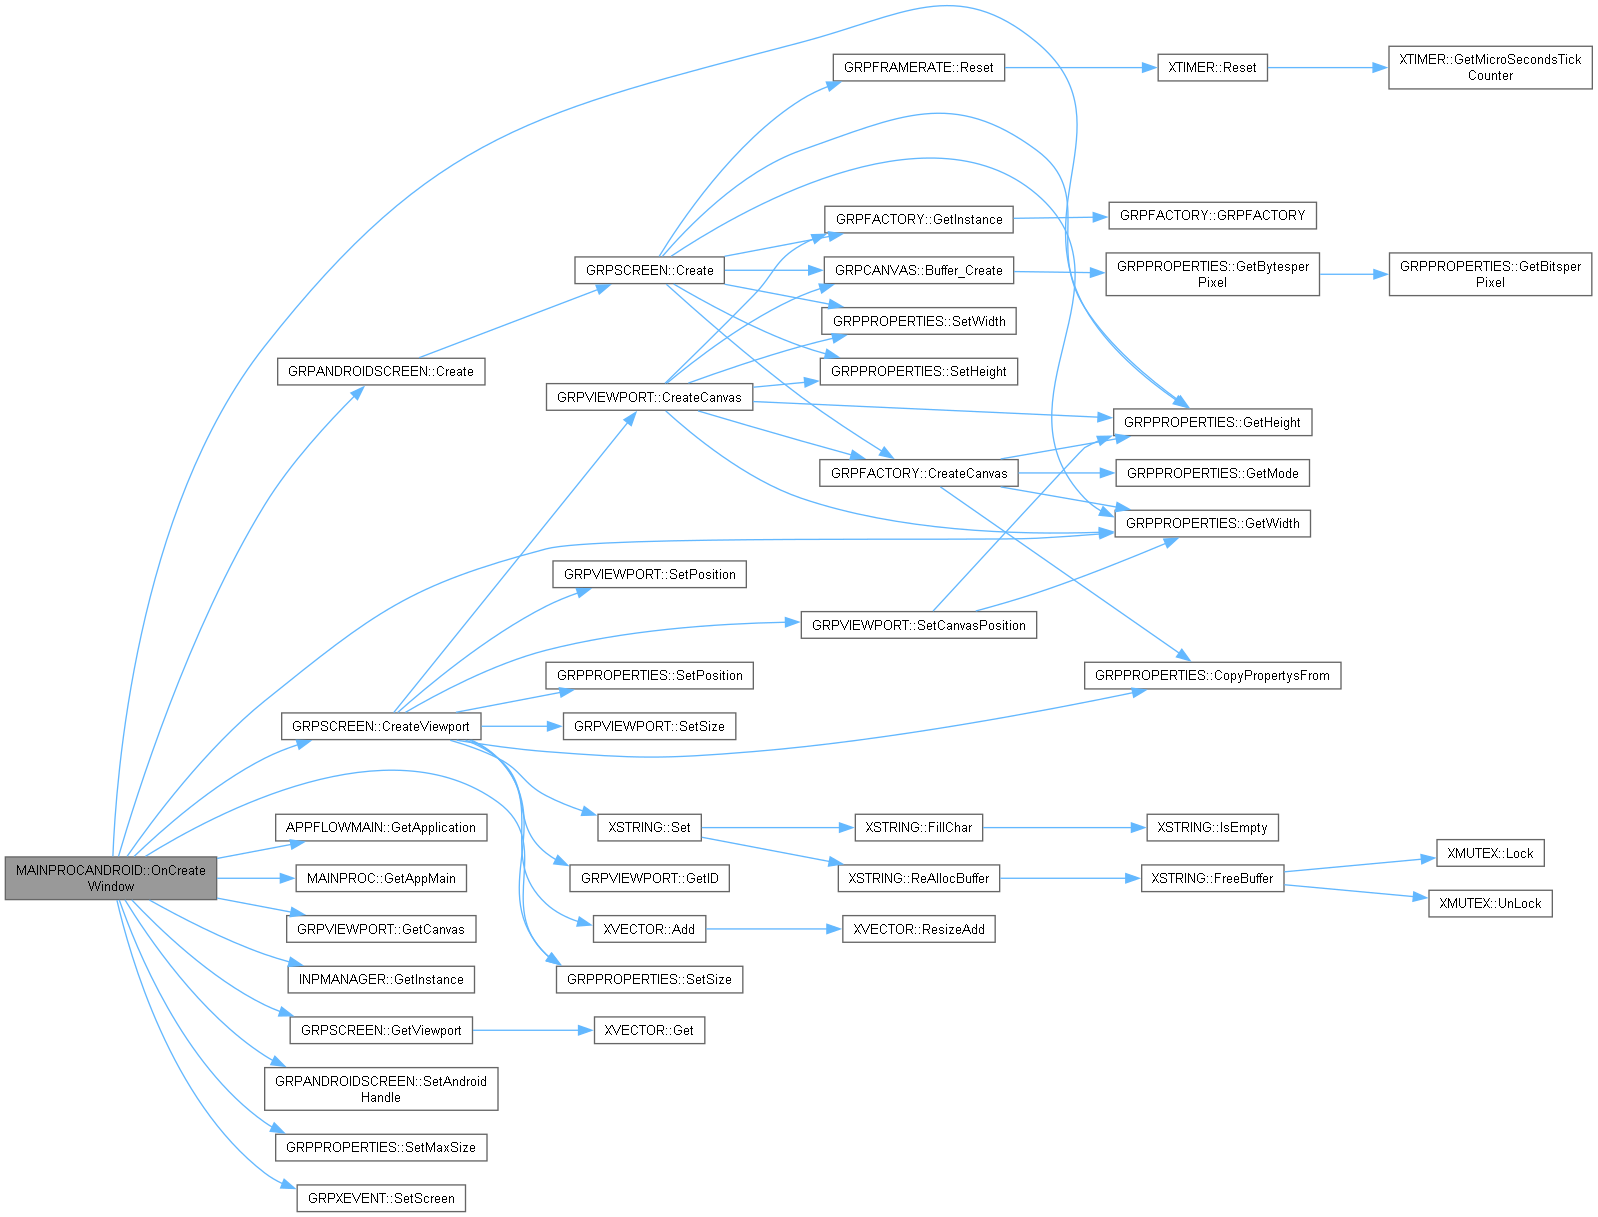 GRPFRAMERATE::Reset
XTIMER::Reset
XTIMER::GetMicroSecondsTick
Counter
GRPFACTORY::GetInstance
GRPFACTORY::GRPFACTORY
GRPSCREEN::Create
GRPCANVAS::Buffer_Create
GRPPROPERTIES::GetBytesper
Pixel
GRPPROPERTIES::GetBitsper
Pixel
GRPPROPERTIES::SetWidth
GRPANDROIDSCREEN::Create
GRPPROPERTIES::SetHeight
GRPVIEWPORT::CreateCanvas
GRPPROPERTIES::GetHeight
GRPFACTORY::CreateCanvas
GRPPROPERTIES::GetMode
GRPPROPERTIES::GetWidth
GRPVIEWPORT::SetPosition
GRPVIEWPORT::SetCanvasPosition
GRPPROPERTIES::SetPosition
GRPPROPERTIES::CopyPropertysFrom
GRPSCREEN::CreateViewport
GRPVIEWPORT::SetSize
APPFLOWMAIN::GetApplication
XSTRING::Set
XSTRING::FillChar
XSTRING::IsEmpty
XMUTEX::Lock
MAINPROCANDROID::OnCreate
Window
MAINPROC::GetAppMain
GRPVIEWPORT::GetID
XSTRING::ReAllocBuffer
XSTRING::FreeBuffer
XMUTEX::UnLock
GRPVIEWPORT::GetCanvas
XVECTOR::Add
XVECTOR::ResizeAdd
INPMANAGER::GetInstance
GRPPROPERTIES::SetSize
GRPSCREEN::GetViewport
XVECTOR::Get
GRPANDROIDSCREEN::SetAndroid
Handle
GRPPROPERTIES::SetMaxSize
GRPXEVENT::SetScreen